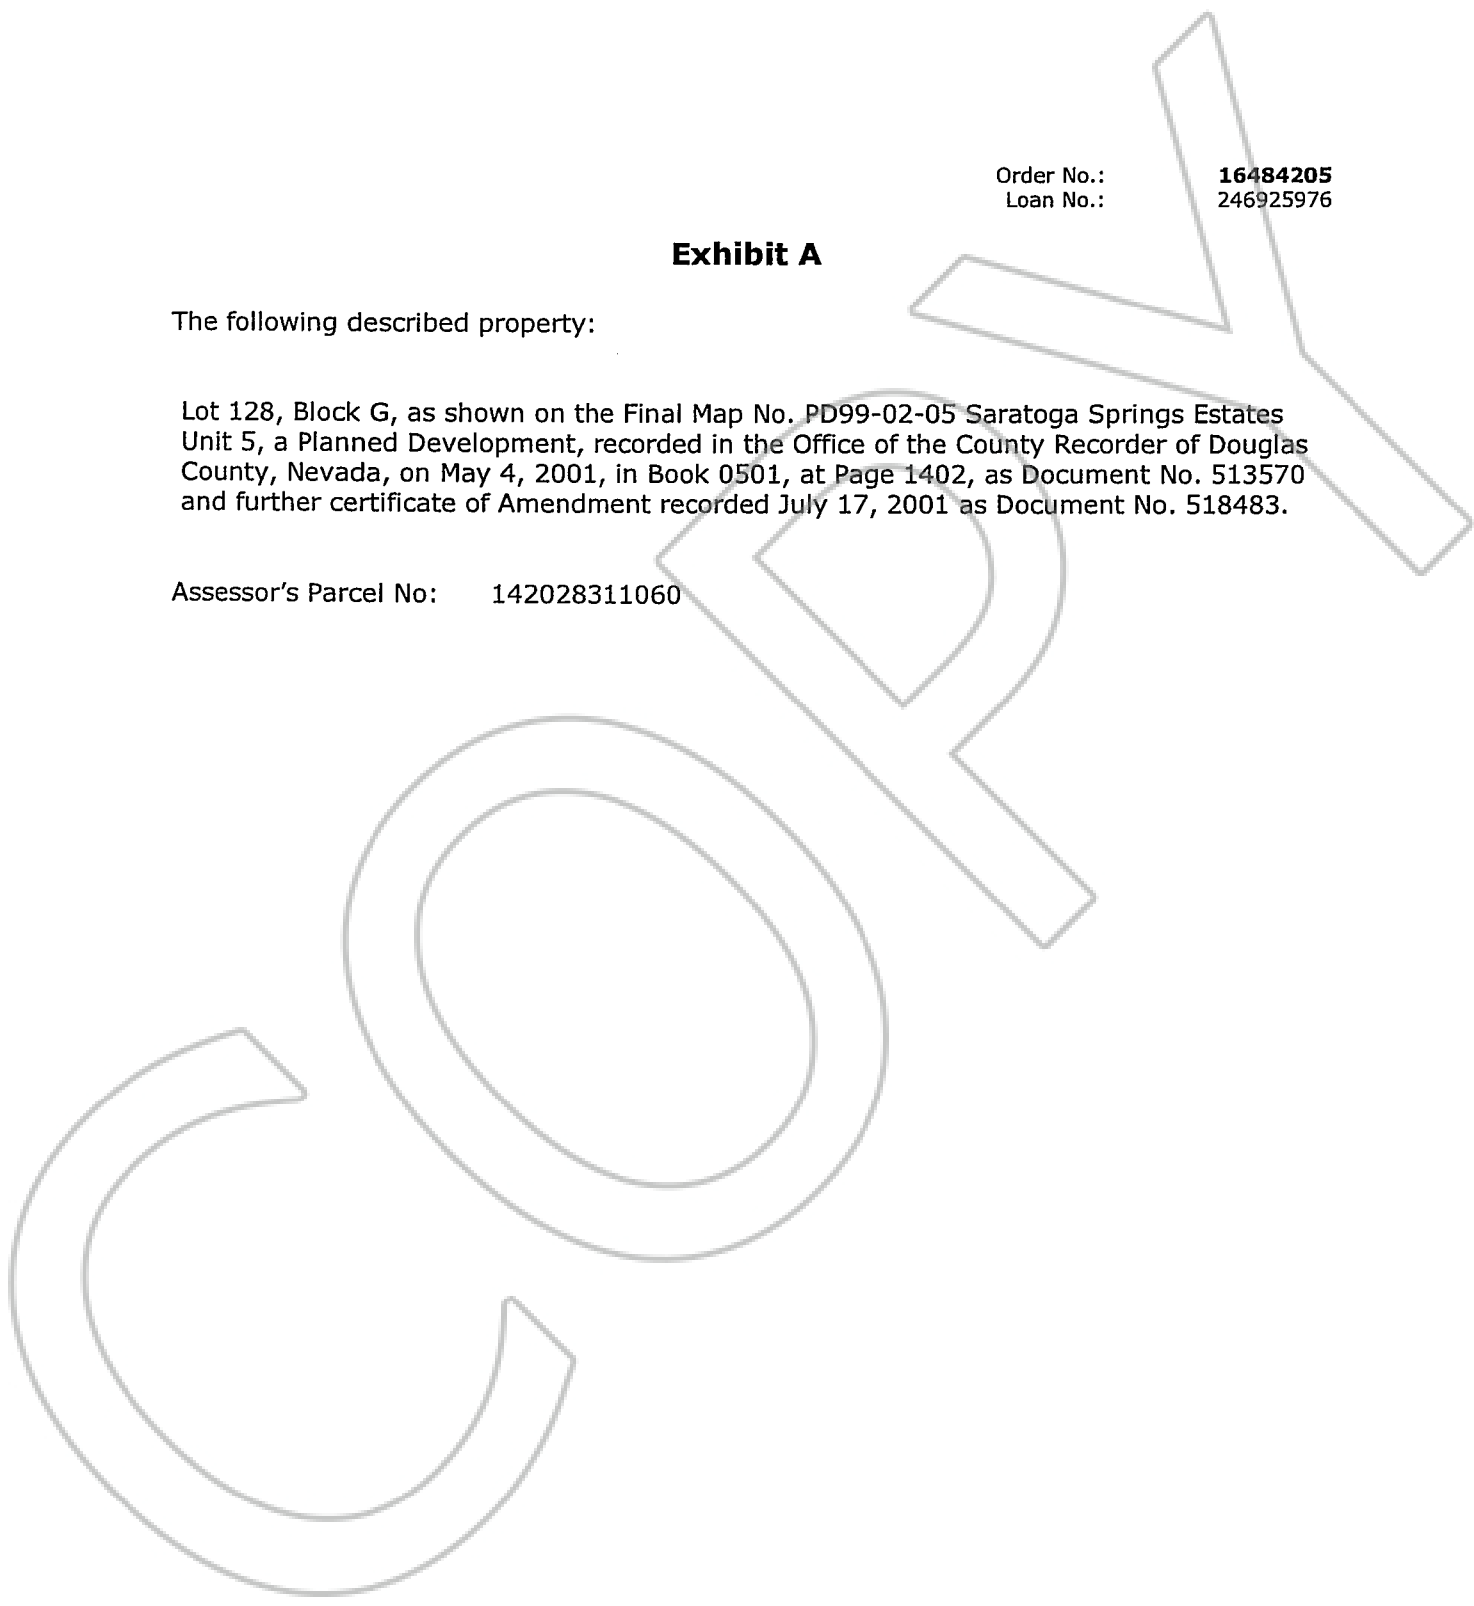 Order No.: 16484205
Loan No.: 246925976
Exhibit A
The following described property:
Lot 128, Block G, as shown on the Final Map No. PD99-02-05 Saratoga Springs Estates
Unit 5, a Planned Development, recorded in the Office of the County Recorder of Douglas
County, Nevada, on May 4, 2001, in Book 0501, at Page 1402, as Document No. 513570
and further certificate of Amendment recorded July 17, 2001 as Document No. 518483.
Assessor's Parcel No: 142028311060
COPY